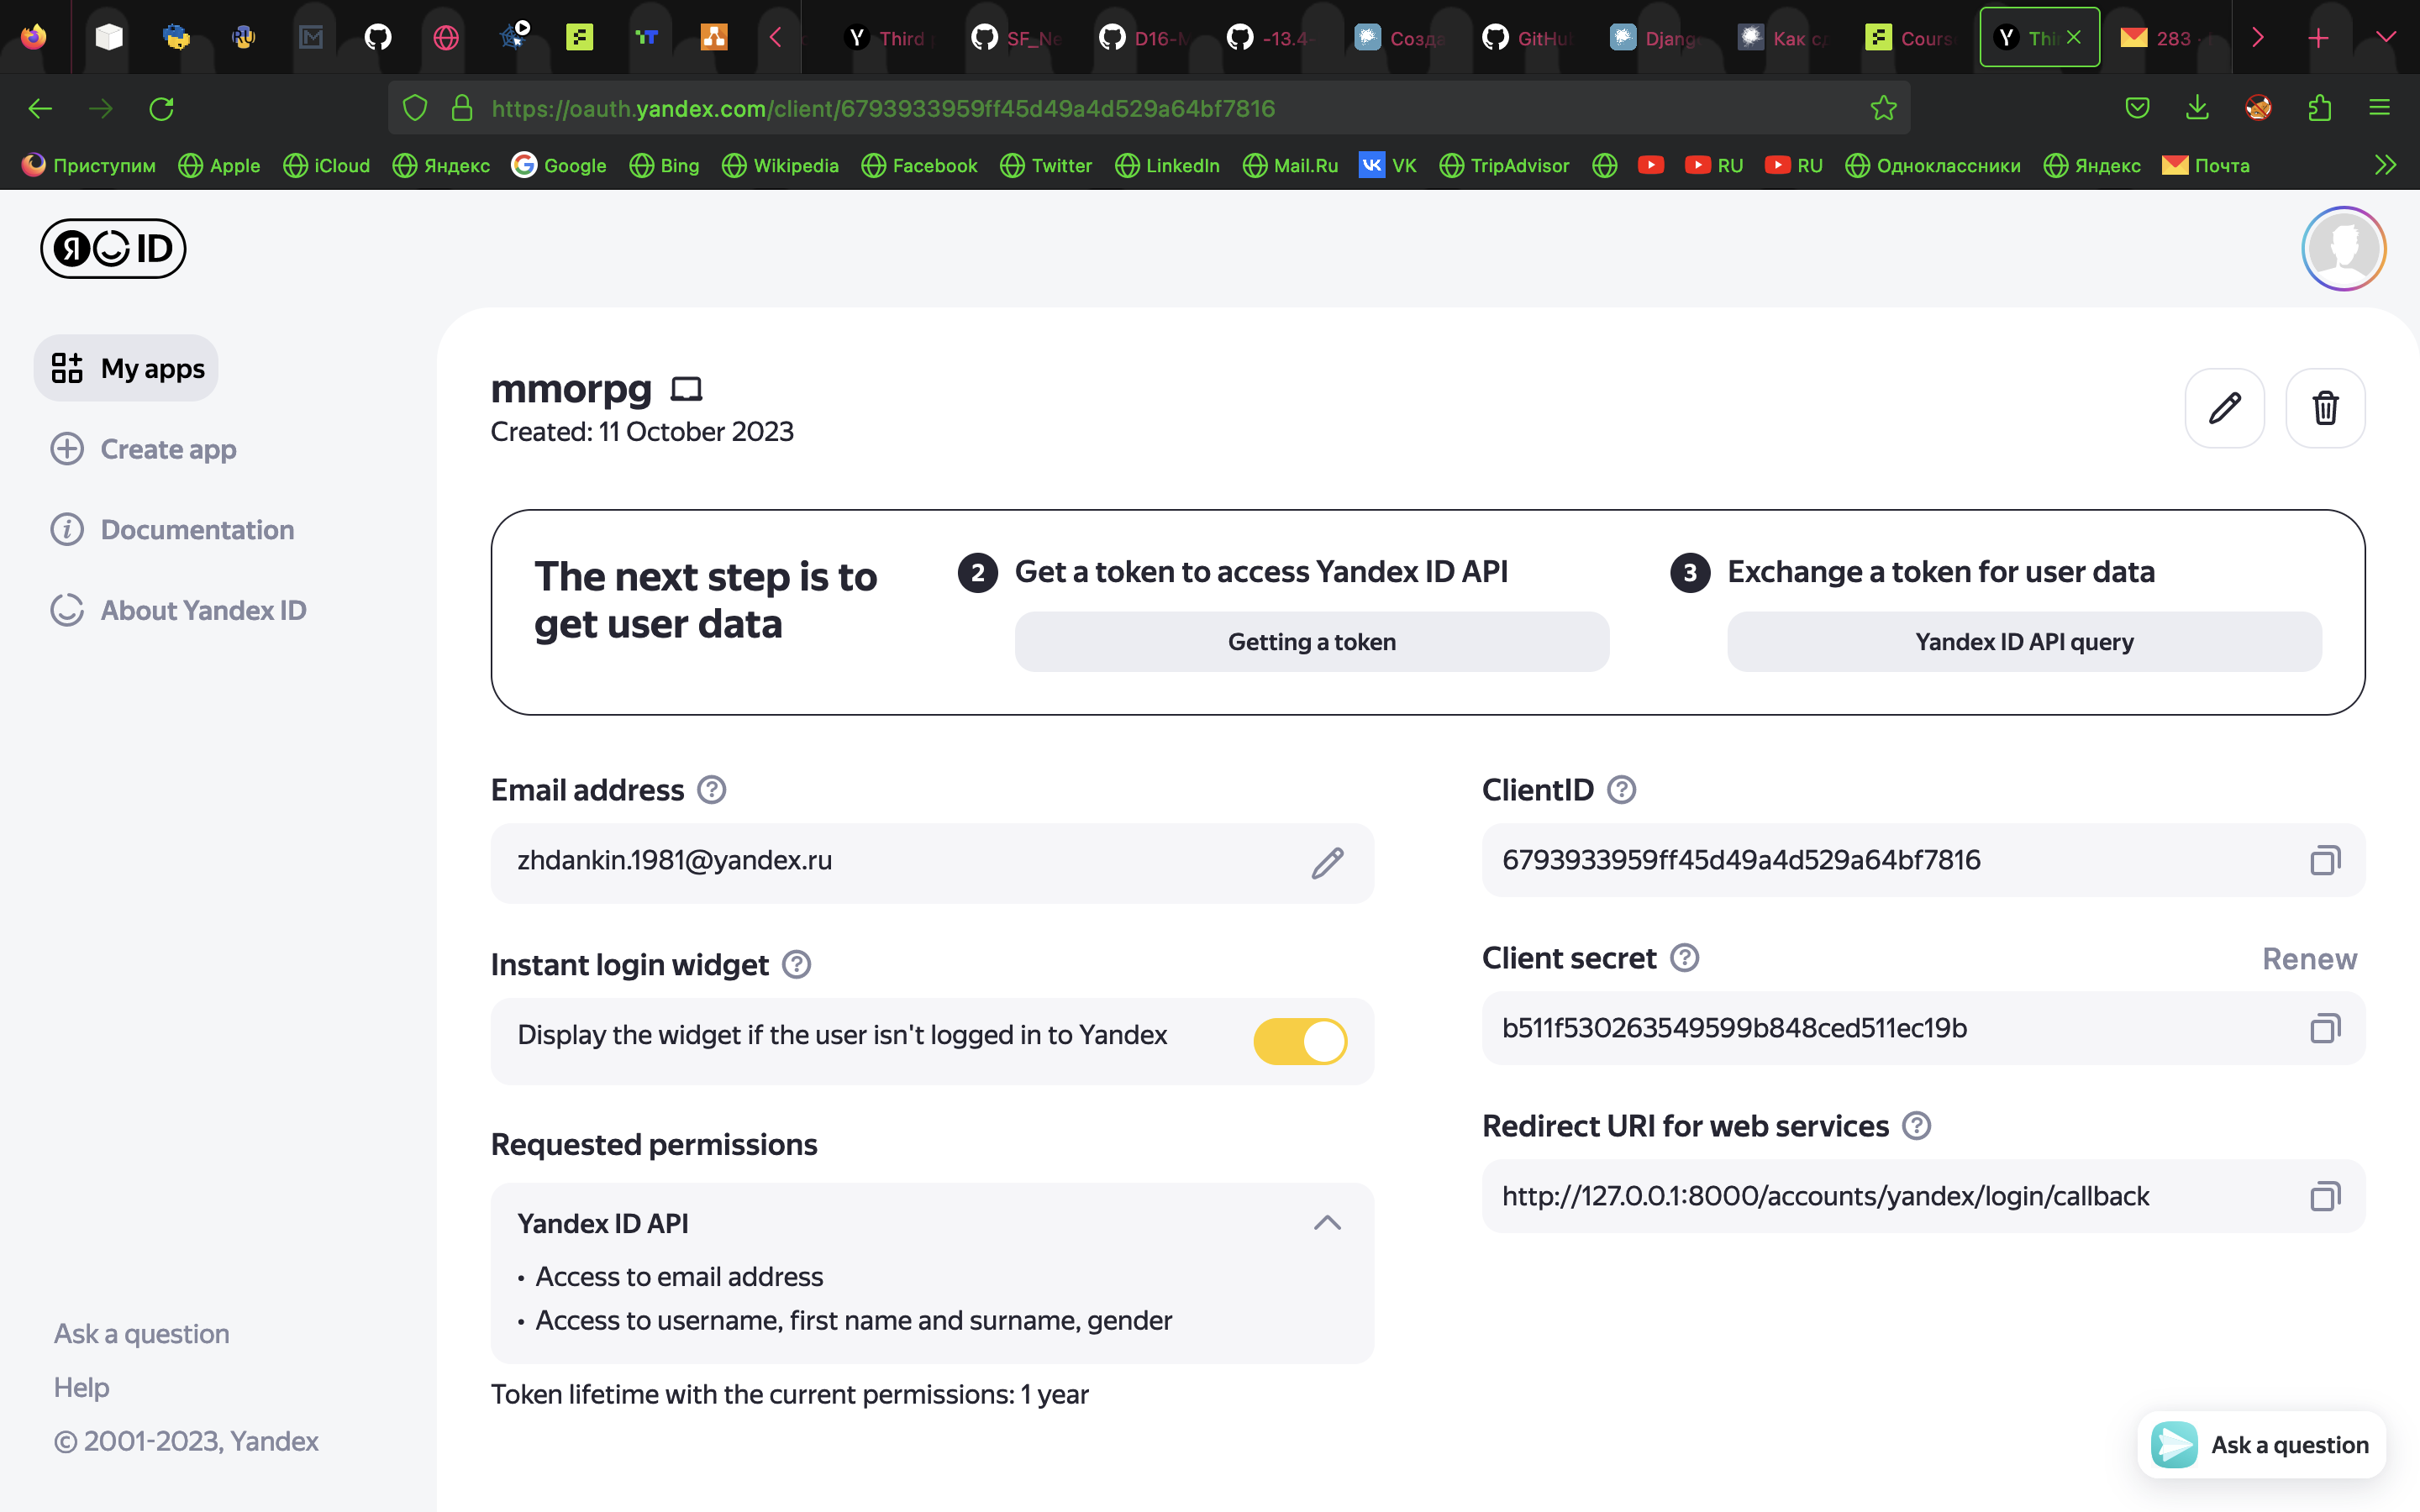 Third
SF_Ne
D16-M
-13.4-
Созда
GitHu
Djang
Как сд
Cours
Thi
283
https://oauth.yandex.com/client/6793933959ff45d49a4d529a64bf7816
Приступим
Apple
iCloud
Яндекс
Google
Bing
Wikipedia
Facebook
Twitter
LinkedIn
Mail.Ru
VK
TripAdvisor
RU
RU
Одноклассники
Яндекс
Почта
Я ID
My apps
Create app
Documentation
About Yandex ID
mmorpg
Created: 11 October 2023
The next step is to
get user data
2 Get a token to access Yandex ID API
Getting a token
3 Exchange a token for user data
Yandex ID API query
Email address
zhdankin.1981@yandex.ru
Instant login widget
Display the widget if the user isn't logged in to Yandex
Requested permissions
Yandex ID API
• Access to email address
• Access to username, first name and surname, gender
Token lifetime with the current permissions: 1 year
ClientID
6793933959ff45d49a4d529a64bf7816
Client secret
Renew
b511f530263549599b848ced511ec19b
Redirect URI for web services
http://127.0.0.1:8000/accounts/yandex/login/callback
Ask a question
Help
© 2001-2023, Yandex
Ask a question